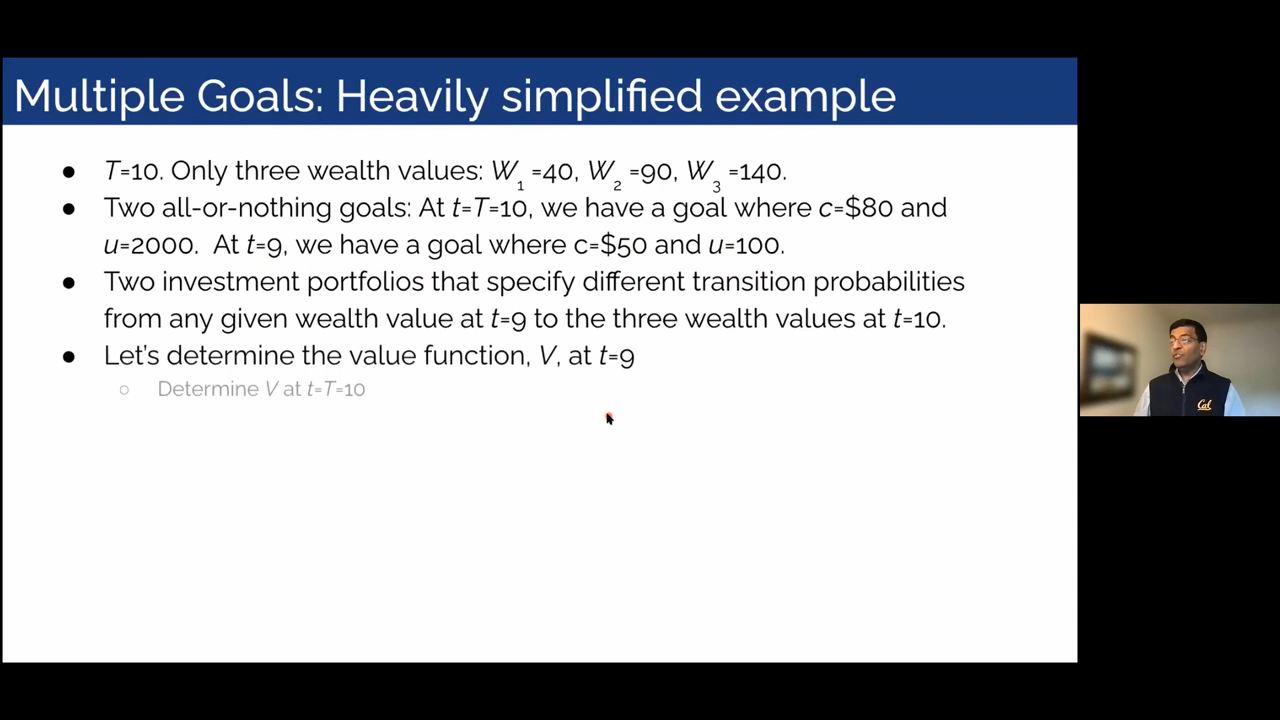 Multiple Goals: Heavily simplified example
● T=10. Only three wealth values: W₁ =40, W₂ =90, W₃ =140.
● Two all-or-nothing goals: At t=T=10, we have a goal where c=$80 and
u=2000. At t=9, we have a goal where c=$50 and u=100.
● Two investment portfolios that specify different transition probabilities
from any given wealth value at t=9 to the three wealth values at t=10.
● Let's determine the value function, V, at t=9
○ Determine V at t=T=10
Cal